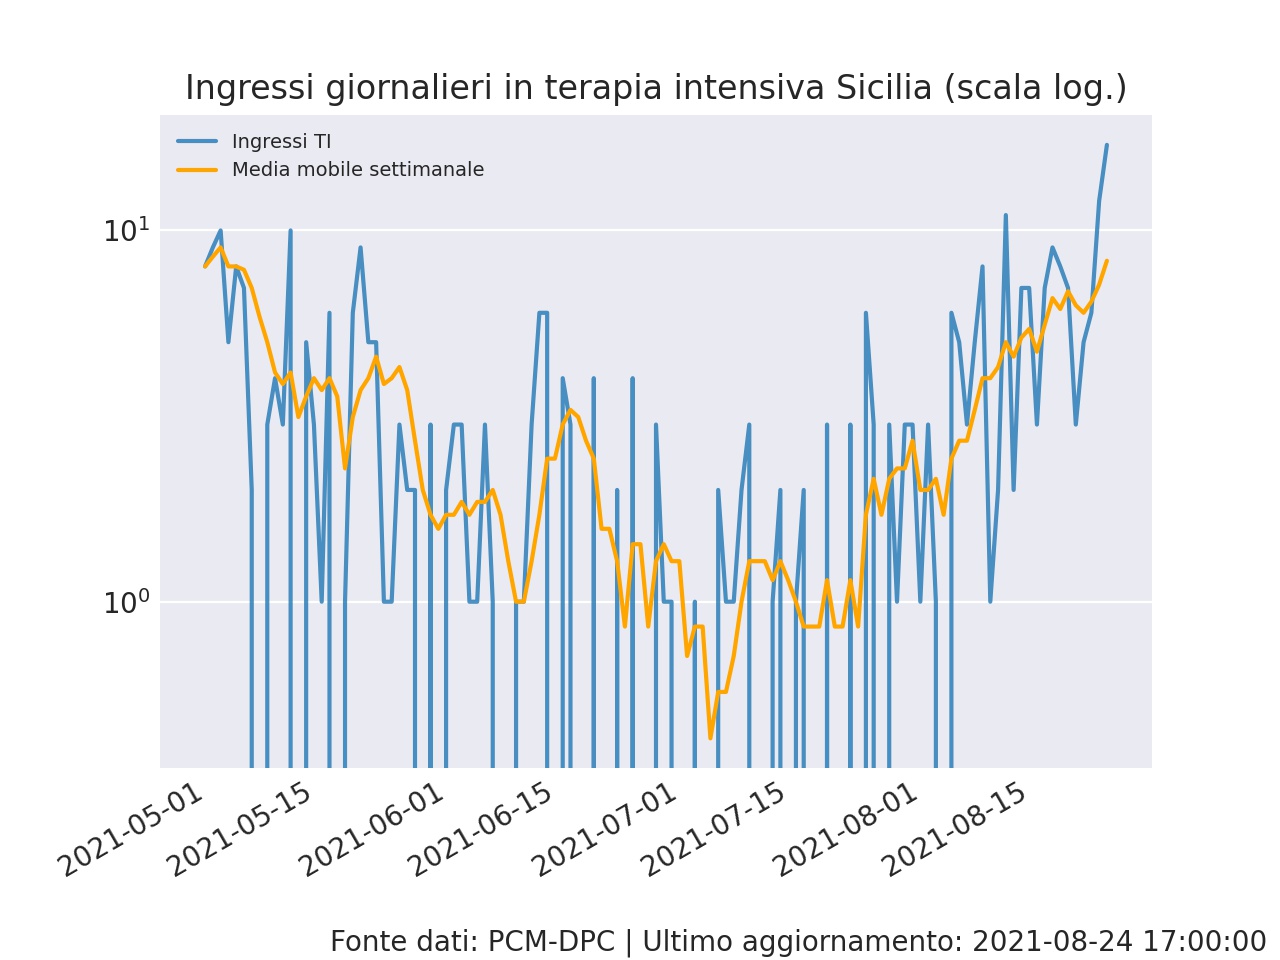 Ingressi giornalieri in terapia intensiva Sicilia (scala log.)
Ingressi TI
Media mobile settimanale
10¹
10⁰
2021-05-01
2021-05-15
2021-06-01
2021-06-15
2021-07-01
2021-07-15
2021-08-01
2021-08-15
Fonte dati: PCM-DPC | Ultimo aggiornamento: 2021-08-24 17:00:00